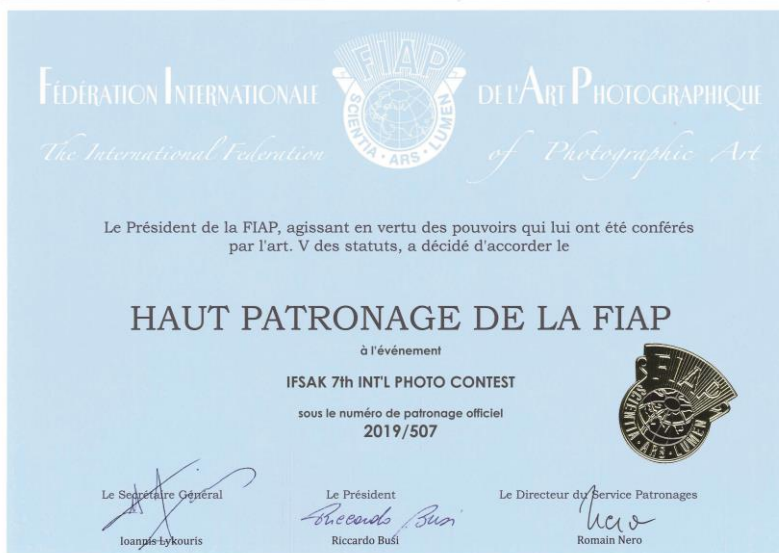 FÉDÉRATION INTERNATIONALE
DE L'ART PHOTOGRAPHIQUE
FIAP
SCIENTIA · ARS · LUMEN
The International Federation
of Photographic Art
Le Président de la FIAP, agissant en vertu des pouvoirs qui lui ont été conférés
par l'art. V des statuts, a décidé d'accorder le
HAUT PATRONAGE DE LA FIAP
à l'événement
IFSAK 7th INT'L PHOTO CONTEST
sous le numéro de patronage officiel
2019/507
FIAP
SCIENTIA · ARS · LUMEN
Le Secrétaire Général
Le Président
Le Directeur du Service Patronages
Riccardo Busi
Nero
Ioannis Lykouris
Riccardo Busi
Romain Nero